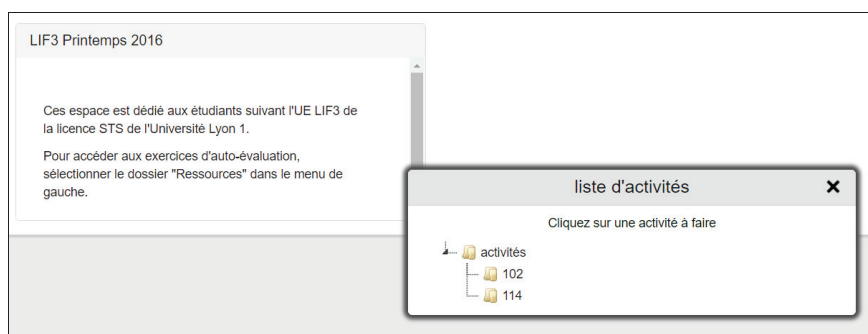 LIF3 Printemps 2016
Ces espace est dédié aux étudiants suivant l'UE LIF3 de
la licence STS de l'Université Lyon 1.
Pour accéder aux exercices d'auto-évaluation,
sélectionner le dossier "Ressources" dans le menu de
gauche.
liste d'activités
Cliquez sur une activité à faire
activités
102
114